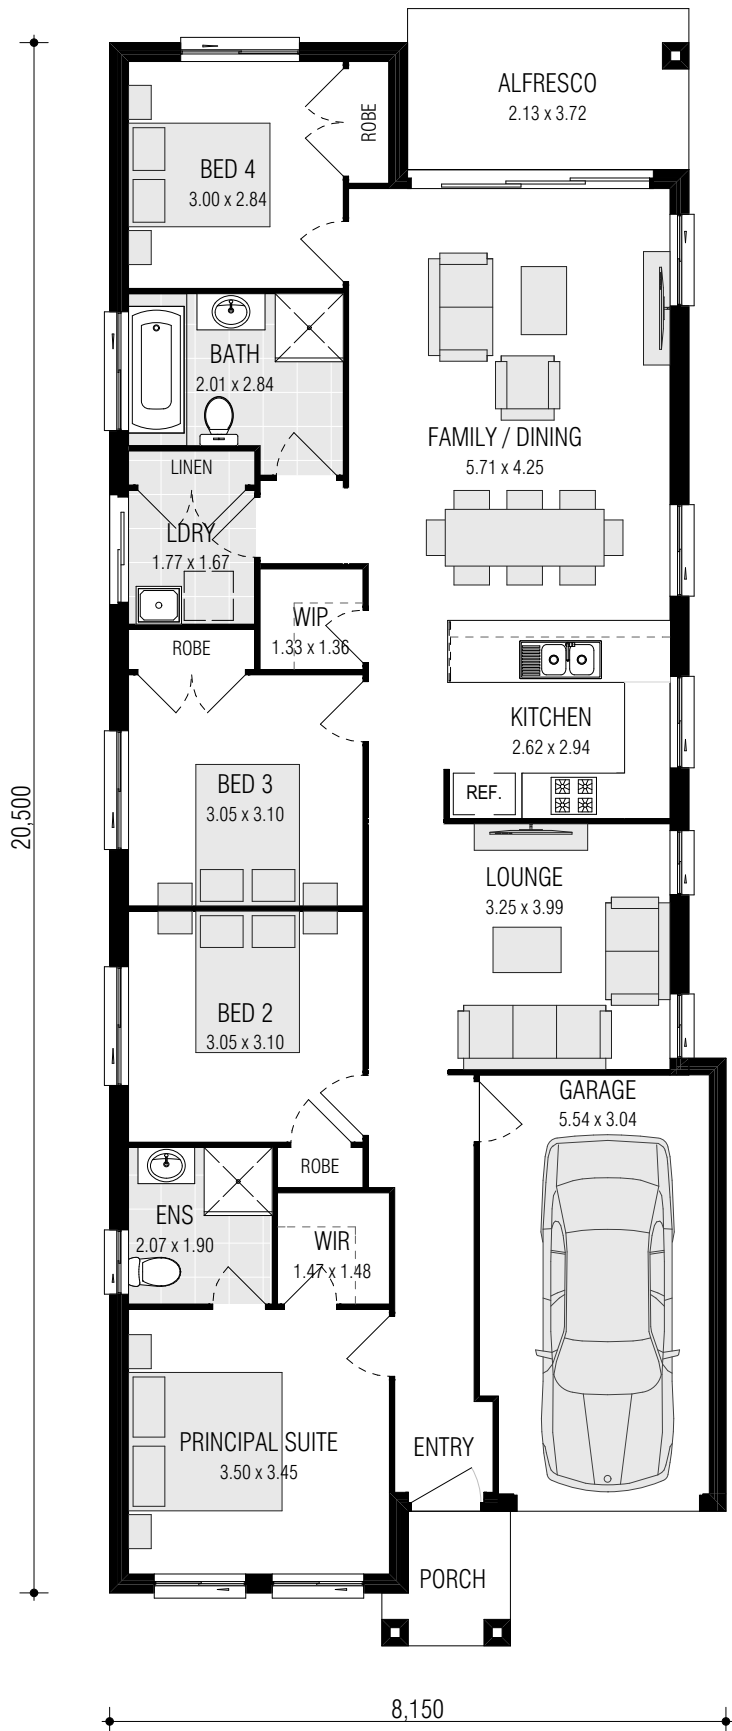 ALFRESCO
2.13 x 3.72
ROBE
BED 4
3.00 x 2.84
BATH
2.01 x 2.84
FAMILY / DINING
5.71 x 4.25
LINEN
LDRY
1.77 x 1.67
WIP
1.33 x 1.36
ROBE
KITCHEN
2.62 x 2.94
REF.
BED 3
3.05 x 3.10
20,500
LOUNGE
3.25 x 3.99
BED 2
3.05 x 3.10
GARAGE
5.54 x 3.04
ROBE
ENS
2.07 x 1.90
WIR
1.47 x 1.48
PRINCIPAL SUITE
3.50 x 3.45
ENTRY
PORCH
8,150